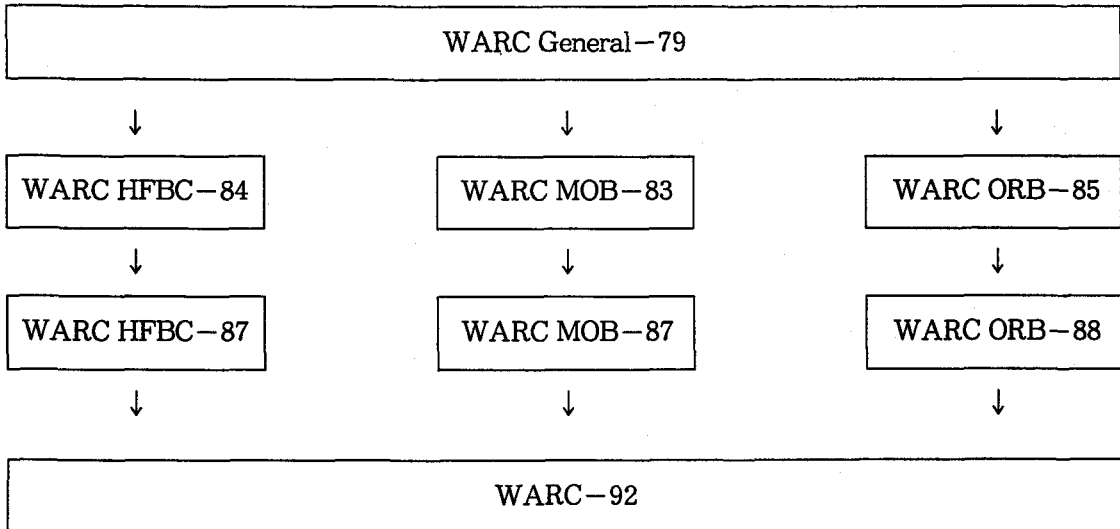 WARC General－79
↓ ↓ ↓
WARC HFBC－84 WARC MOB－83 WARC ORB－85
↓ ↓ ↓
WARC HFBC－87 WARC MOB－87 WARC ORB－88
↓ ↓ ↓
WARC－92